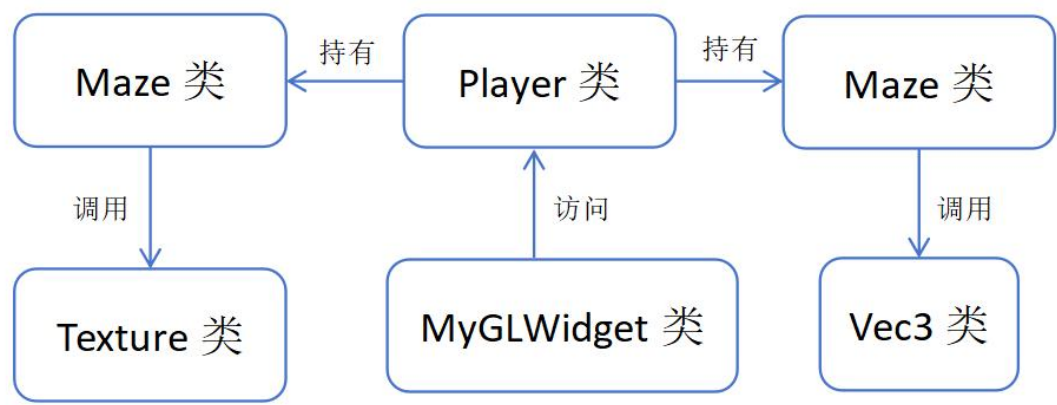 Maze 类
持有
Player 类
持有
Maze 类
调用
访问
调用
Texture 类
MyGLWidget 类
Vec3 类